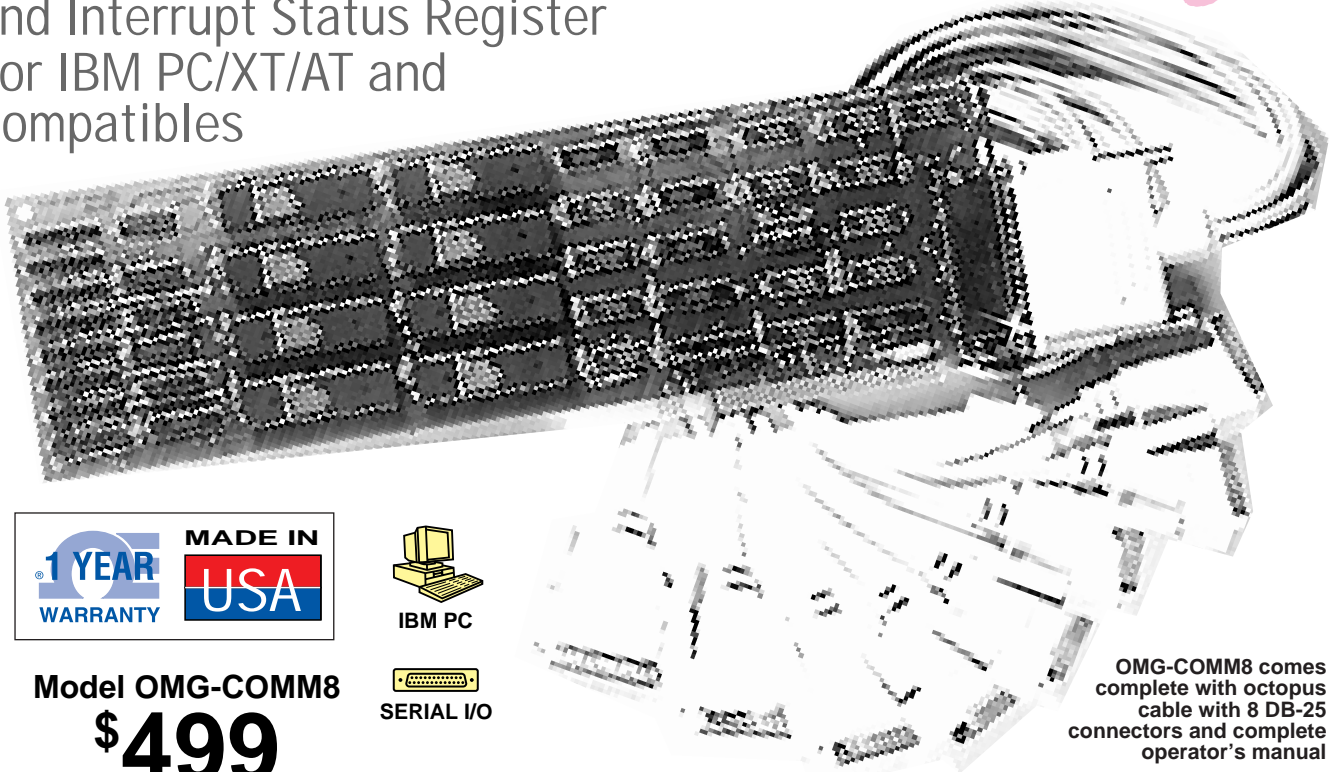 nd Interrupt Status Register
or IBM PC/XT/AT and
ompatibles
® 1 YEAR
WARRANTY
MADE IN
USA
IBM PC
SERIAL I/O
Model OMG-COMM8
$499
OMG-COMM8 comes
complete with octopus
cable with 8 DB-25
connectors and complete
operator's manual